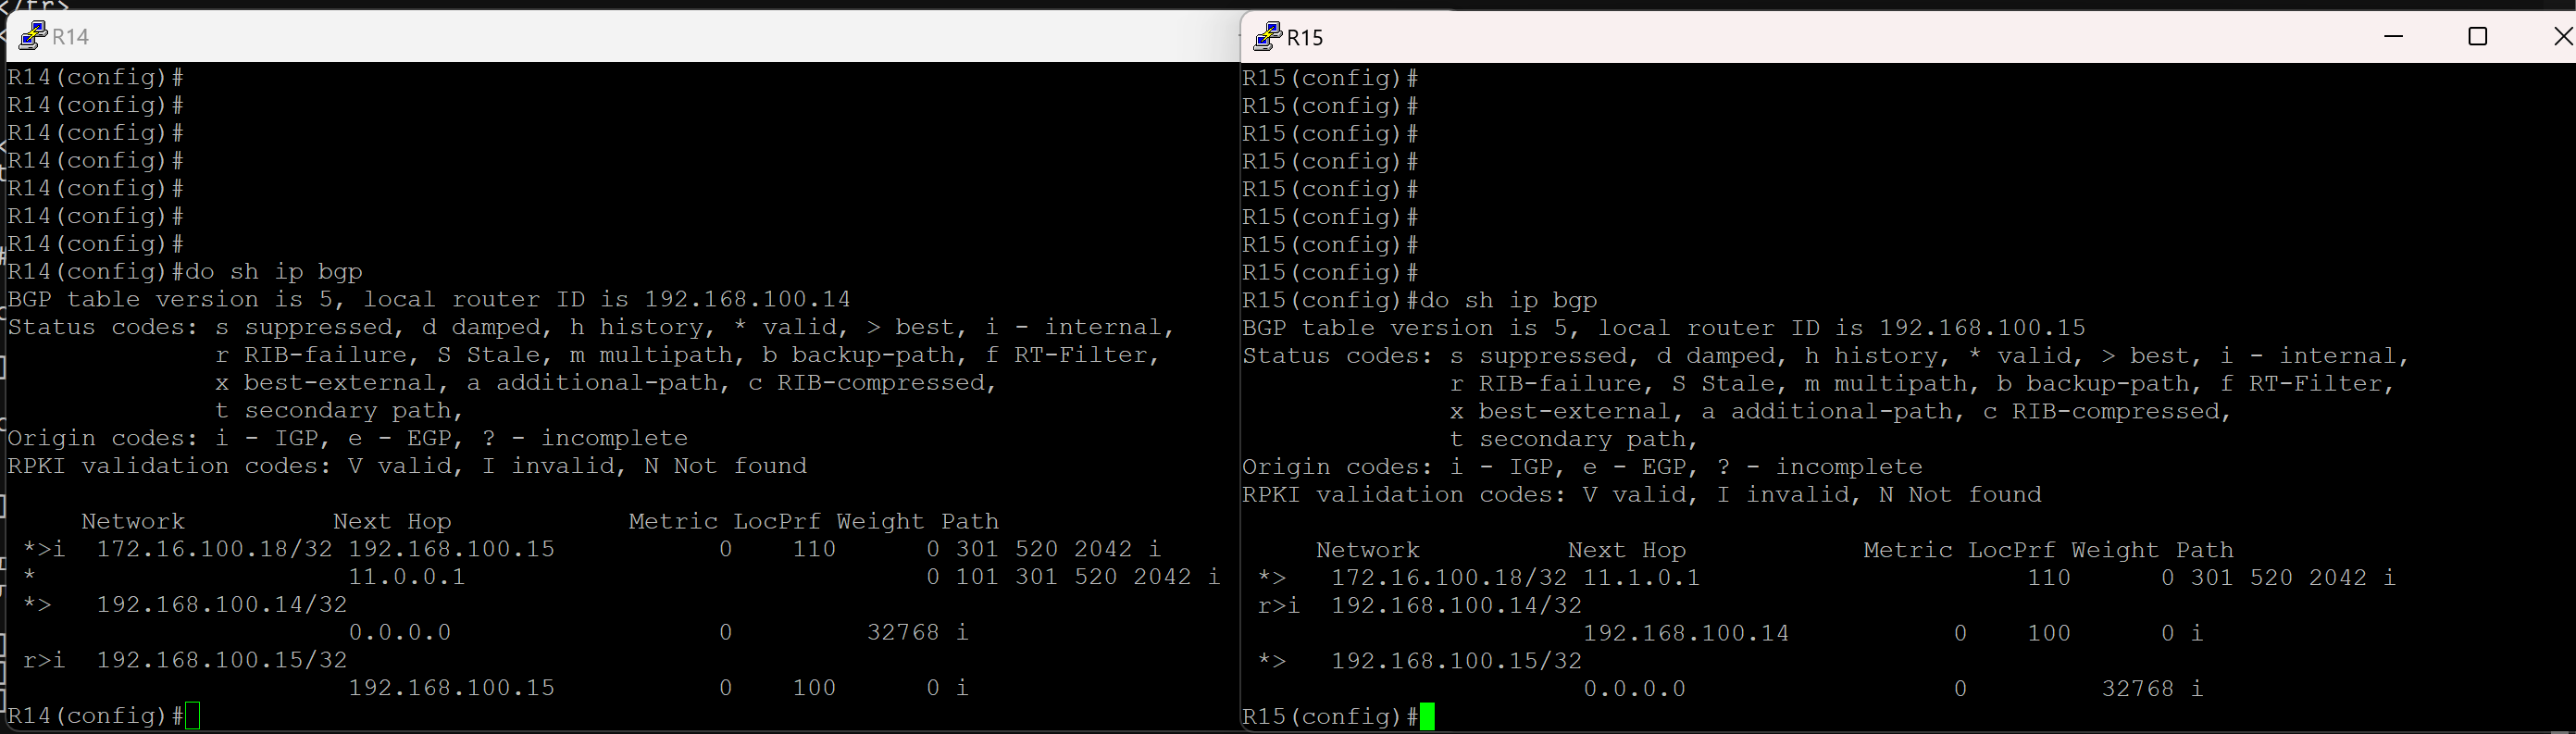 R14
R14(config)#
R14(config)#
R14(config)#
R14(config)#
R14(config)#
R14(config)#
R14(config)#
R14(config)#do sh ip bgp
BGP table version is 5, local router ID is 192.168.100.14
Status codes: s suppressed, d damped, h history, * valid, > best, i - internal,
              r RIB-failure, S Stale, m multipath, b backup-path, f RT-Filter,
              x best-external, a additional-path, c RIB-compressed,
              t secondary path,
Origin codes: i - IGP, e - EGP, ? - incomplete
RPKI validation codes: V valid, I invalid, N Not found
     Network          Next Hop            Metric LocPrf Weight Path
 *>i  172.16.100.18/32 192.168.100.15           0    110      0 301 520 2042 i
 *                     11.0.0.1                               0 101 301 520 2042 i
 *>   192.168.100.14/32
                       0.0.0.0                  0         32768 i
 r>i  192.168.100.15/32
                       192.168.100.15           0    100      0 i
R14(config)#
R15
R15(config)#
R15(config)#
R15(config)#
R15(config)#
R15(config)#
R15(config)#
R15(config)#
R15(config)#
R15(config)#do sh ip bgp
BGP table version is 5, local router ID is 192.168.100.15
Status codes: s suppressed, d damped, h history, * valid, > best, i - internal,
              r RIB-failure, S Stale, m multipath, b backup-path, f RT-Filter,
              x best-external, a additional-path, c RIB-compressed,
              t secondary path,
Origin codes: i - IGP, e - EGP, ? - incomplete
RPKI validation codes: V valid, I invalid, N Not found
     Network          Next Hop            Metric LocPrf Weight Path
 *>   172.16.100.18/32 11.1.0.1                      110      0 301 520 2042 i
 r>i  192.168.100.14/32
                       192.168.100.14           0    100      0 i
 *>   192.168.100.15/32
                       0.0.0.0                  0         32768 i
R15(config)#